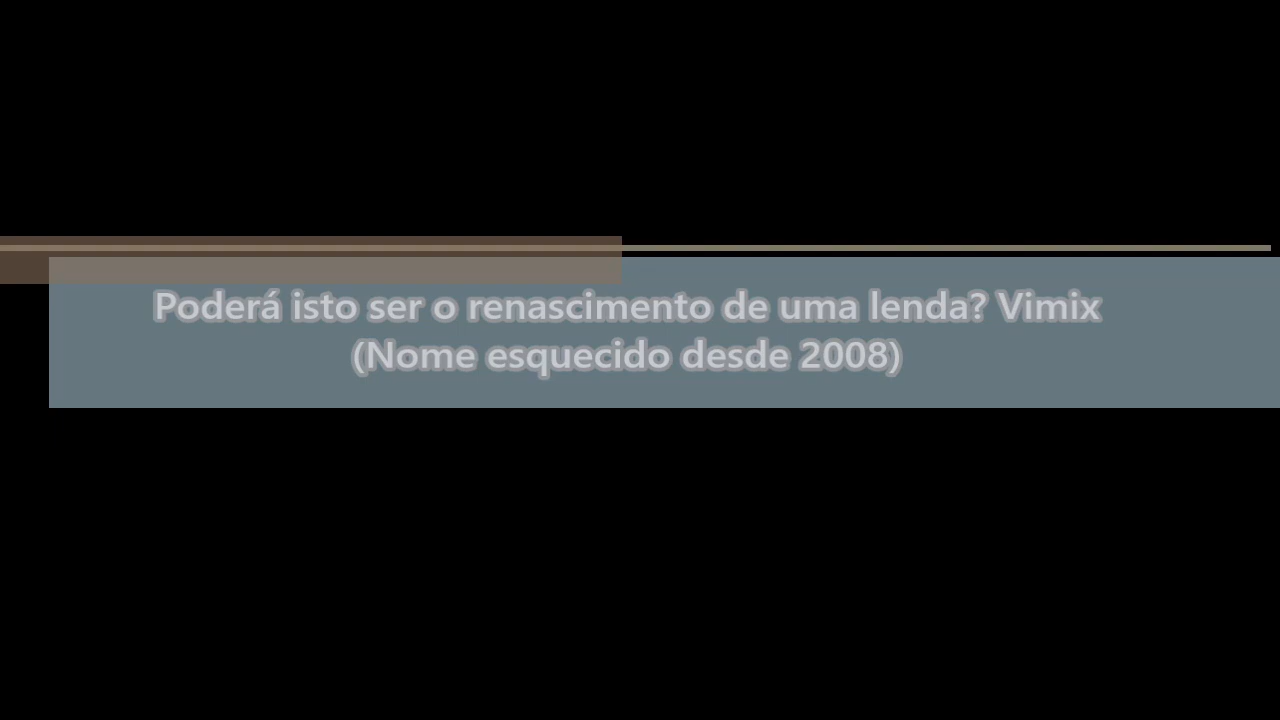 Poderá isto ser o renascimento de uma lenda? Vimix
(Nome esquecido desde 2008)